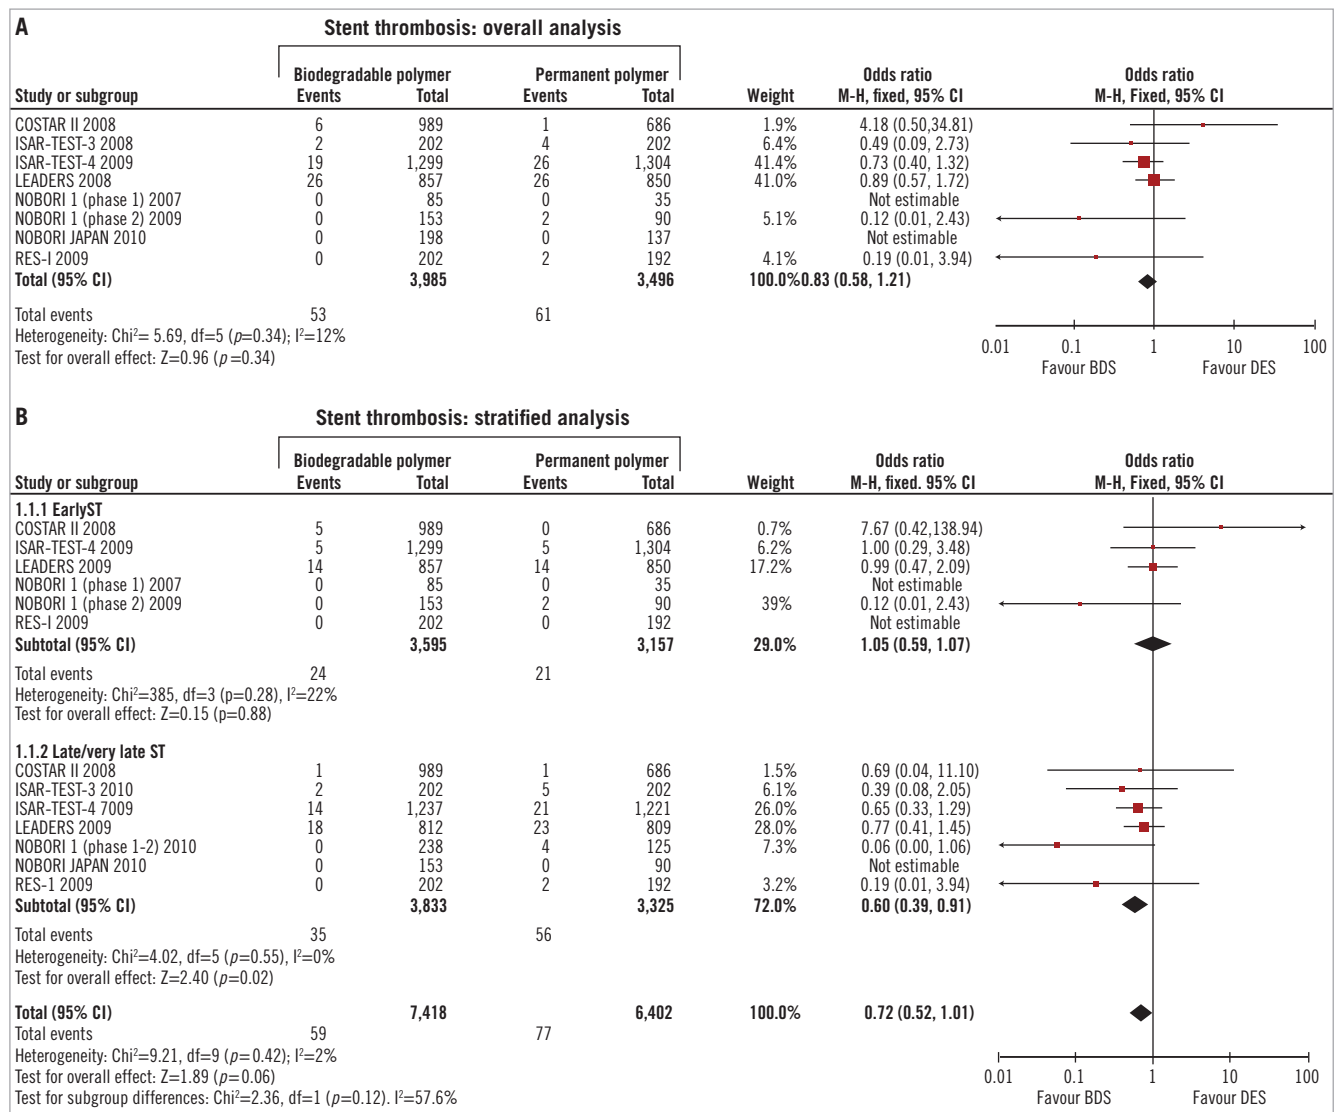 A
Stent thrombosis: overall analysis
Biodegradable polymer Permanent polymer Odds ratio Odds ratio
Study or subgroup Events Total Events Total Weight M-H, fixed, 95% CI M-H, Fixed, 95% CI
COSTAR II 2008 6 989 1 686 1.9% 4.18 (0.50,34.81)
ISAR-TEST-3 2008 2 202 4 202 6.4% 0.49 (0.09, 2.73)
ISAR-TEST-4 2009 19 1,299 26 1,304 41.4% 0.73 (0.40, 1.32)
LEADERS 2008 26 857 26 850 41.0% 0.89 (0.57, 1.72)
NOBORI 1 (phase 1) 2007 0 85 0 35 Not estimable
NOBORI 1 (phase 2) 2009 0 153 2 90 5.1% 0.12 (0.01, 2.43)
NOBORI JAPAN 2010 0 198 0 137 Not estimable
RES-I 2009 0 202 2 192 4.1% 0.19 (0.01, 3.94)
Total (95% CI) 3,985 3,496 100.0%0.83 (0.58, 1.21)
Total events 53 61
Heterogeneity: Chi²= 5.69, df=5 (p=0.34); I²=12%
Test for overall effect: Z=0.96 (p =0.34)
0.01 0.1 1 10 100
Favour BDS Favour DES
B
Stent thrombosis: stratified analysis
Biodegradable polymer Permanent polymer Odds ratio Odds ratio
Study or subgroup Events Total Events Total Weight M-H, fixed. 95% CI M-H, Fixed, 95% CI
1.1.1 EarlyST
COSTAR II 2008 5 989 0 686 0.7% 7.67 (0.42,138.94)
ISAR-TEST-4 2009 5 1,299 5 1,304 6.2% 1.00 (0.29, 3.48)
LEADERS 2009 14 857 14 850 17.2% 0.99 (0.47, 2.09)
NOBORI 1 (phase 1) 2007 0 85 0 35 Not estimable
NOBORI 1 (phase 2) 2009 0 153 2 90 39% 0.12 (0.01, 2.43)
RES-I 2009 0 202 0 192 Not estimable
Subtotal (95% CI) 3,595 3,157 29.0% 1.05 (0.59, 1.07)
Total events 24 21
Heterogeneity: Chi²=385, df=3 (p=0.28), I²=22%
Test for overall effect: Z=0.15 (p=0.88)
1.1.2 Late/very late ST
COSTAR II 2008 1 989 1 686 1.5% 0.69 (0.04, 11.10)
ISAR-TEST-3 2010 2 202 5 202 6.1% 0.39 (0.08, 2.05)
ISAR-TEST-4 7009 14 1,237 21 1,221 26.0% 0.65 (0.33, 1.29)
LEADERS 2009 18 812 23 809 28.0% 0.77 (0.41, 1.45)
NOBORI 1 (phase 1-2) 2010 0 238 4 125 7.3% 0.06 (0.00, 1.06)
NOBORI JAPAN 2010 0 153 0 90 Not estimable
RES-1 2009 0 202 2 192 3.2% 0.19 (0.01, 3.94)
Subtotal (95% CI) 3,833 3,325 72.0% 0.60 (0.39, 0.91)
Total events 35 56
Heterogeneity: Chi²=4.02, df=5 (p=0.55), I²=0%
Test for overall effect: Z=2.40 (p=0.02)
Total (95% CI) 7,418 6,402 100.0% 0.72 (0.52, 1.01)
Total events 59 77
Heterogeneity: Chi²=9.21, df=9 (p=0.42); I²=2%
Test for overall effect: Z=1.89 (p=0.06)
Test for subgroup differences: Chi²=2.36, df=1 (p=0.12). I²=57.6%
0.01 0.1 1 10 100
Favour BDS Favour DES